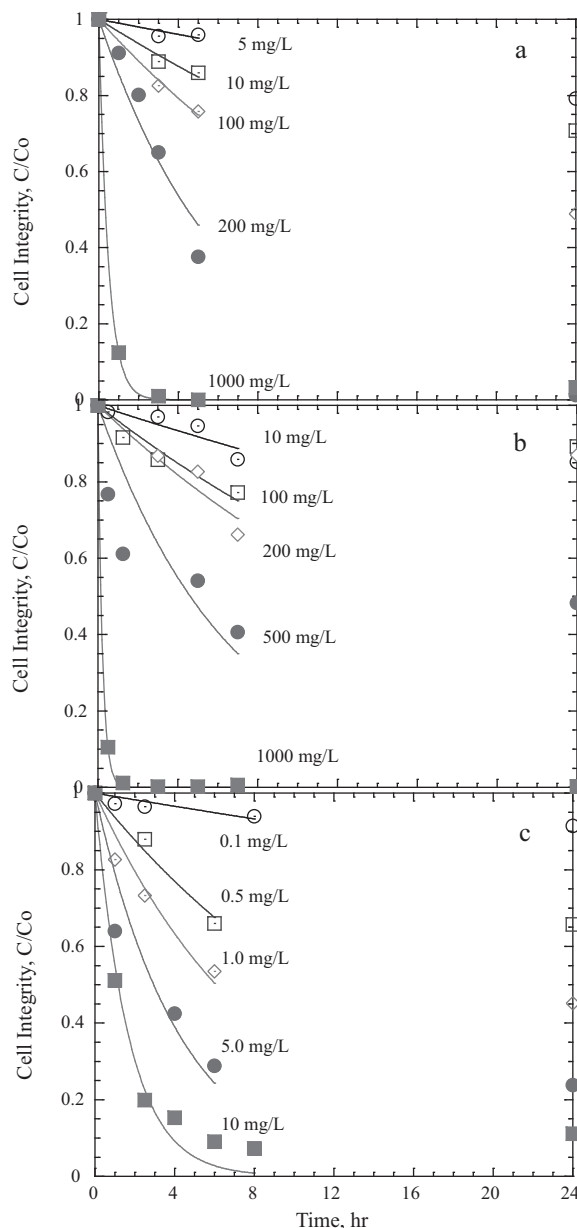 1
a
5 mg/L
10 mg/L
0.8
100 mg/L
0.6
200 mg/L
0.4
0.2
1000 mg/L
0
Cell Integrity, C/Co
1
b
10 mg/L
0.8
100 mg/L
200 mg/L
0.6
0.4
500 mg/L
0.2
1000 mg/L
0
Cell Integrity, C/Co
1
c
0.1 mg/L
0.8
0.5 mg/L
0.6
1.0 mg/L
0.4
5.0 mg/L
0.2
10 mg/L
0
Cell Integrity, C/Co
0 4 8 12 16 20 24
Time, hr